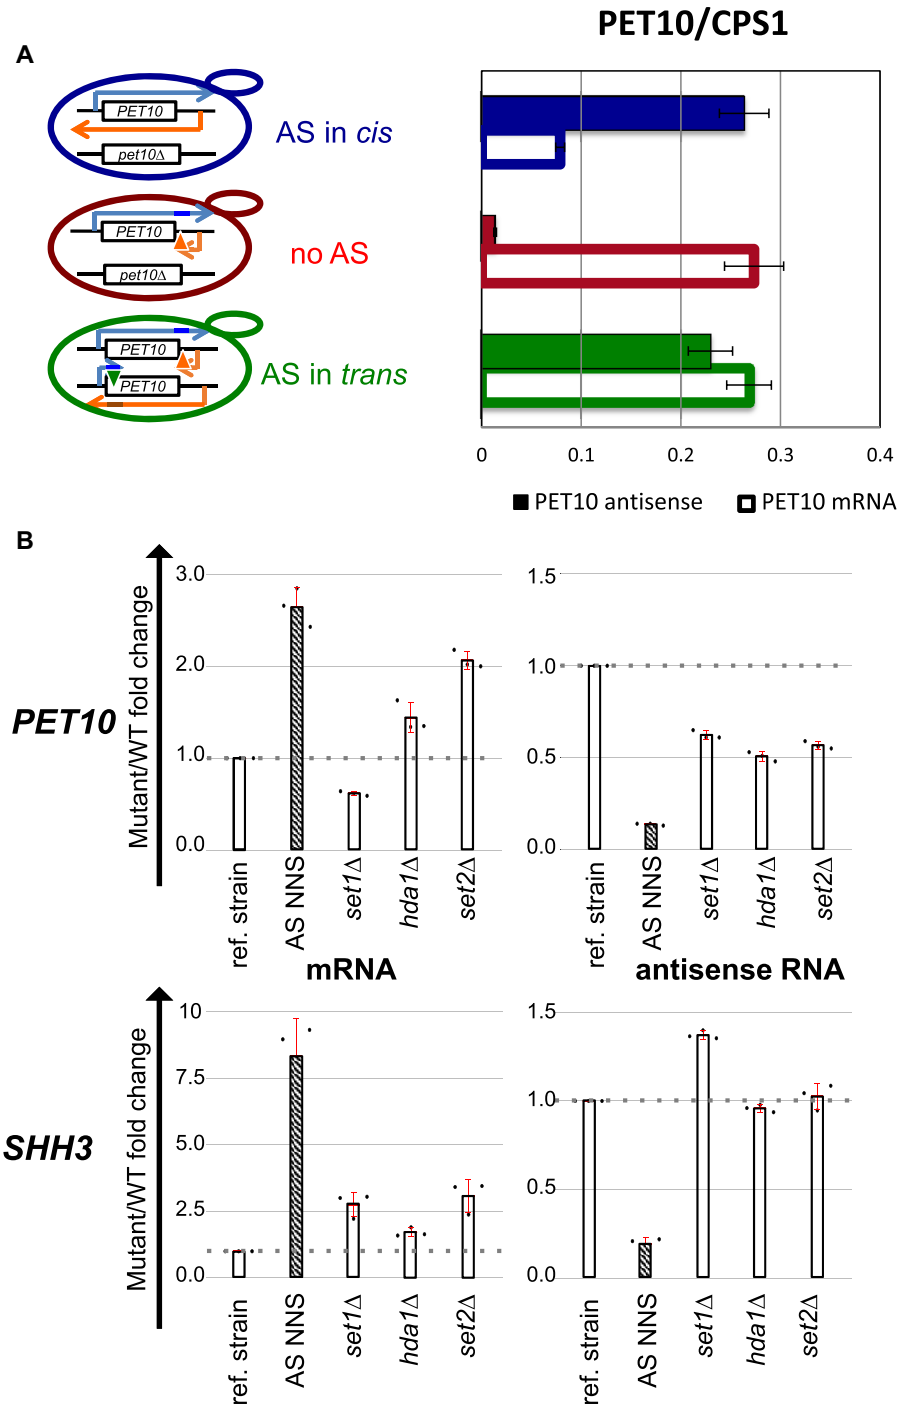 PET10/CPS1
A
PET10
pet10Δ
AS in cis
PET10
pet10Δ
no AS
PET10
PET10
AS in trans
0 0.1 0.2 0.3 0.4
PET10 antisense PET10 mRNA
B
PET10
Mutant/WT fold change
3.0
2.0
1.0
0.0
ref. strain
AS NNS
set1Δ
hda1Δ
set2Δ
mRNA
1.5
1.0
0.5
0.0
ref. strain
AS NNS
set1Δ
hda1Δ
set2Δ
antisense RNA
SHH3
Mutant/WT fold change
10
7.5
5.0
2.5
0.0
ref. strain
AS NNS
set1Δ
hda1Δ
set2Δ
1.5
1.0
0.5
0.0
ref. strain
AS NNS
set1Δ
hda1Δ
set2Δ